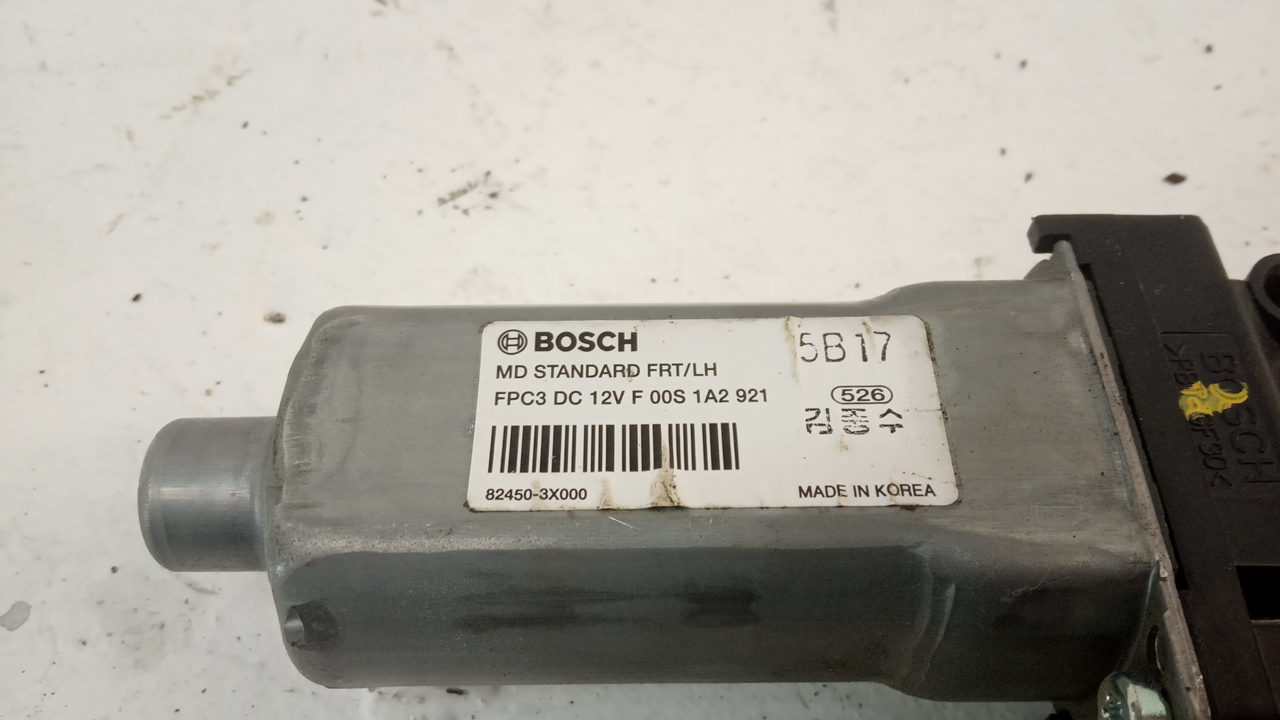 BOSCH
5B17
MD STANDARD FRT/LH
FPC3 DC 12V F 00S 1A2 921
526
김종수
82450-3X000
MADE IN KOREA
BOSCH